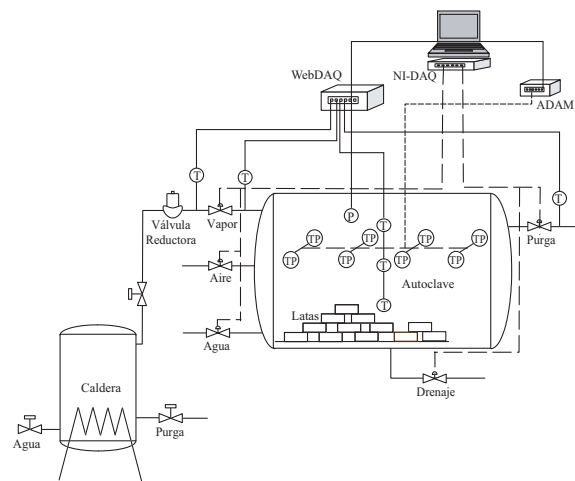 WebDAQ
NI-DAQ
ADAM
T
T
T
Válvula
Reductora
Vapor
P
T
Purga
TP
TP
TP
TP
TP
TP
TP
TP
T
Aire
Autoclave
T
Latas
Agua
Caldera
Drenaje
Agua
Purga